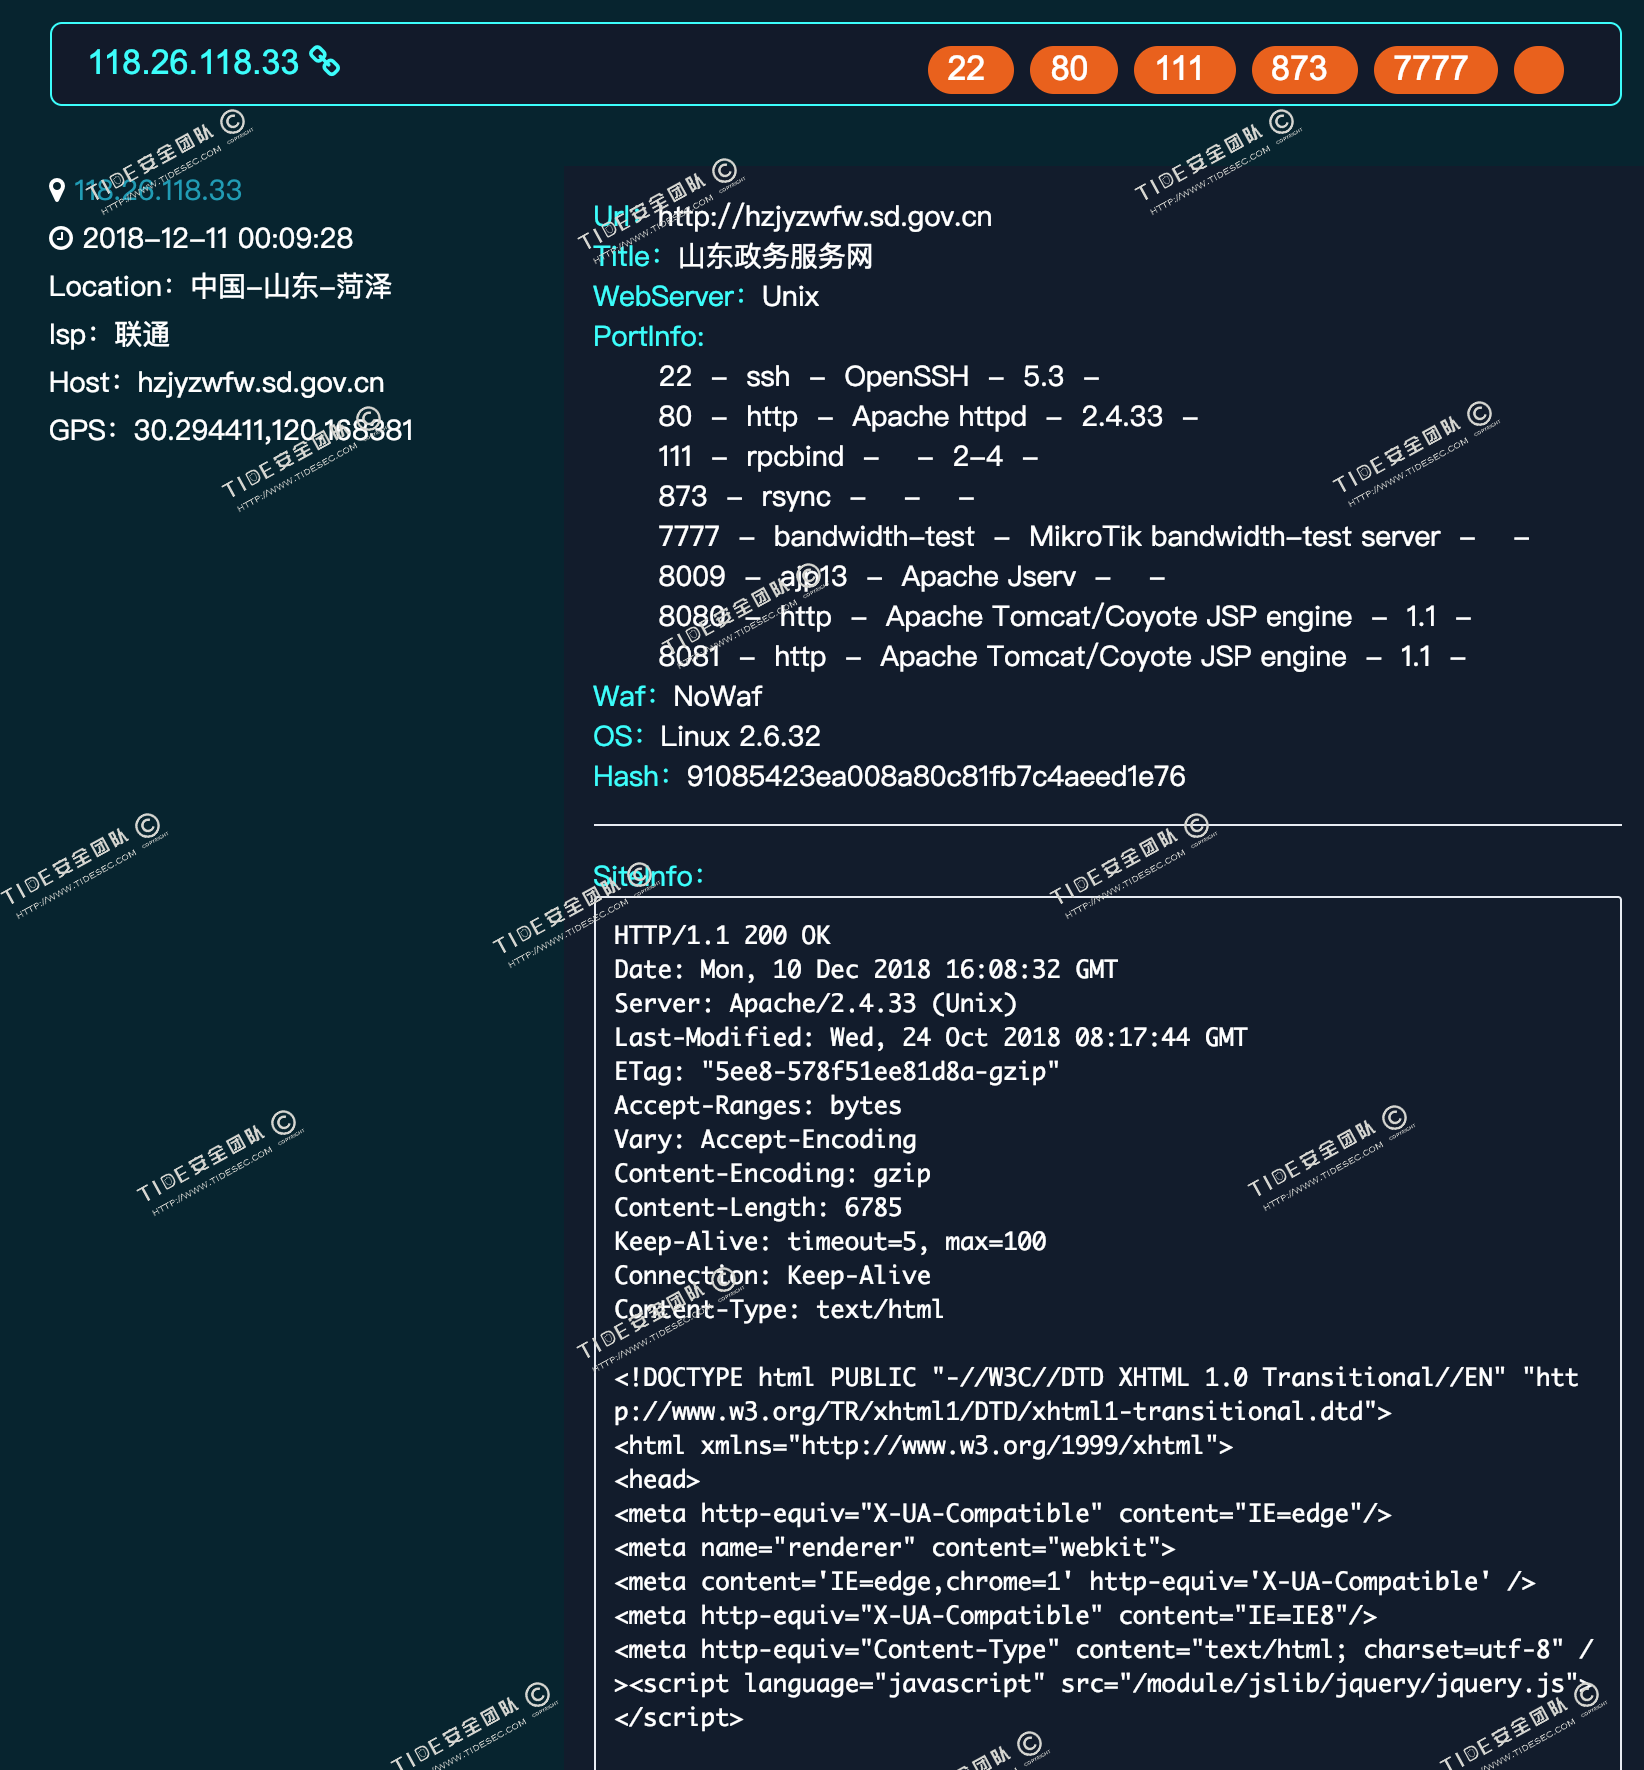 118.26.118.33
22 80 111 873 7777
118.26.118.33
2018-12-11 00:09:28
Location：中国-山东-菏泽
Isp：联通
Host：hzjyzwfw.sd.gov.cn
GPS：30.294411,120.168381
Url：http://hzjyzwfw.sd.gov.cn
Title：山东政务服务网
WebServer：Unix
PortInfo:
22 - ssh - OpenSSH - 5.3 -
80 - http - Apache httpd - 2.4.33 -
111 - rpcbind - - 2-4 -
873 - rsync - - -
7777 - bandwidth-test - MikroTik bandwidth-test server - -
8009 - ajp13 - Apache Jserv - -
8080 - http - Apache Tomcat/Coyote JSP engine - 1.1 -
8081 - http - Apache Tomcat/Coyote JSP engine - 1.1 -
Waf：NoWaf
OS：Linux 2.6.32
Hash：91085423ea008a80c81fb7c4aeed1e76
SiteInfo：
HTTP/1.1 200 OK
Date: Mon, 10 Dec 2018 16:08:32 GMT
Server: Apache/2.4.33 (Unix)
Last-Modified: Wed, 24 Oct 2018 08:17:44 GMT
ETag: "5ee8-578f51ee81d8a-gzip"
Accept-Ranges: bytes
Vary: Accept-Encoding
Content-Encoding: gzip
Content-Length: 6785
Keep-Alive: timeout=5, max=100
Connection: Keep-Alive
Content-Type: text/html
<!DOCTYPE html PUBLIC "-//W3C//DTD XHTML 1.0 Transitional//EN" "htt
p://www.w3.org/TR/xhtml1/DTD/xhtml1-transitional.dtd">
<html xmlns="http://www.w3.org/1999/xhtml">
<head>
<meta http-equiv="X-UA-Compatible" content="IE=edge"/>
<meta name="renderer" content="webkit">
<meta content='IE=edge,chrome=1' http-equiv='X-UA-Compatible' />
<meta http-equiv="X-UA-Compatible" content="IE=IE8"/>
<meta http-equiv="Content-Type" content="text/html; charset=utf-8" /
><script language="javascript" src="/module/jslib/jquery/jquery.js">
</script>
TIDE安全团队 © COPYRIGHT
HTTP://WWW.TIDESEC.COM